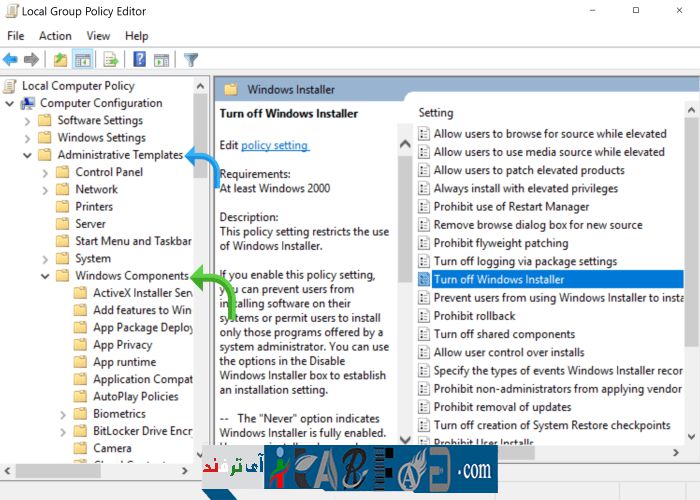 Local Group Policy Editor
File Action View Help
Local Computer Policy
Computer Configuration
Software Settings
Windows Settings
Administrative Templates
Control Panel
Network
Printers
Server
Start Menu and Taskbar
System
Windows Components
ActiveX Installer Serv
Add features to Win
App Package Deploy
App Privacy
App runtime
Application Compat
AutoPlay Policies
Biometrics
BitLocker Drive Encr
Camera
Windows Installer
Turn off Windows Installer
Edit policy setting
Requirements:
At least Windows 2000
Description:
This policy setting restricts the use
of Windows Installer.
If you enable this policy setting,
you can prevent users from
installing software on their
systems or permit users to install
only those programs offered by a
system administrator. You can use
the options in the Disable
Windows Installer box to establish
an installation setting.
-- The "Never" option indicates
Windows Installer is fully enabled.
Setting
Allow users to browse for source while elevated
Allow users to use media source while elevated
Allow users to patch elevated products
Always install with elevated privileges
Prohibit use of Restart Manager
Remove browse dialog box for new source
Prohibit flyweight patching
Turn off logging via package settings
Turn off Windows Installer
Prevent users from using Windows Installer to insta
Prohibit rollback
Turn off shared components
Allow user control over installs
Specify the types of events Windows Installer recor
Prohibit non-administrators from applying vendor
Prohibit removal of updates
Turn off creation of System Restore checkpoints
Prohibit User Installs
آی ترفند
.com